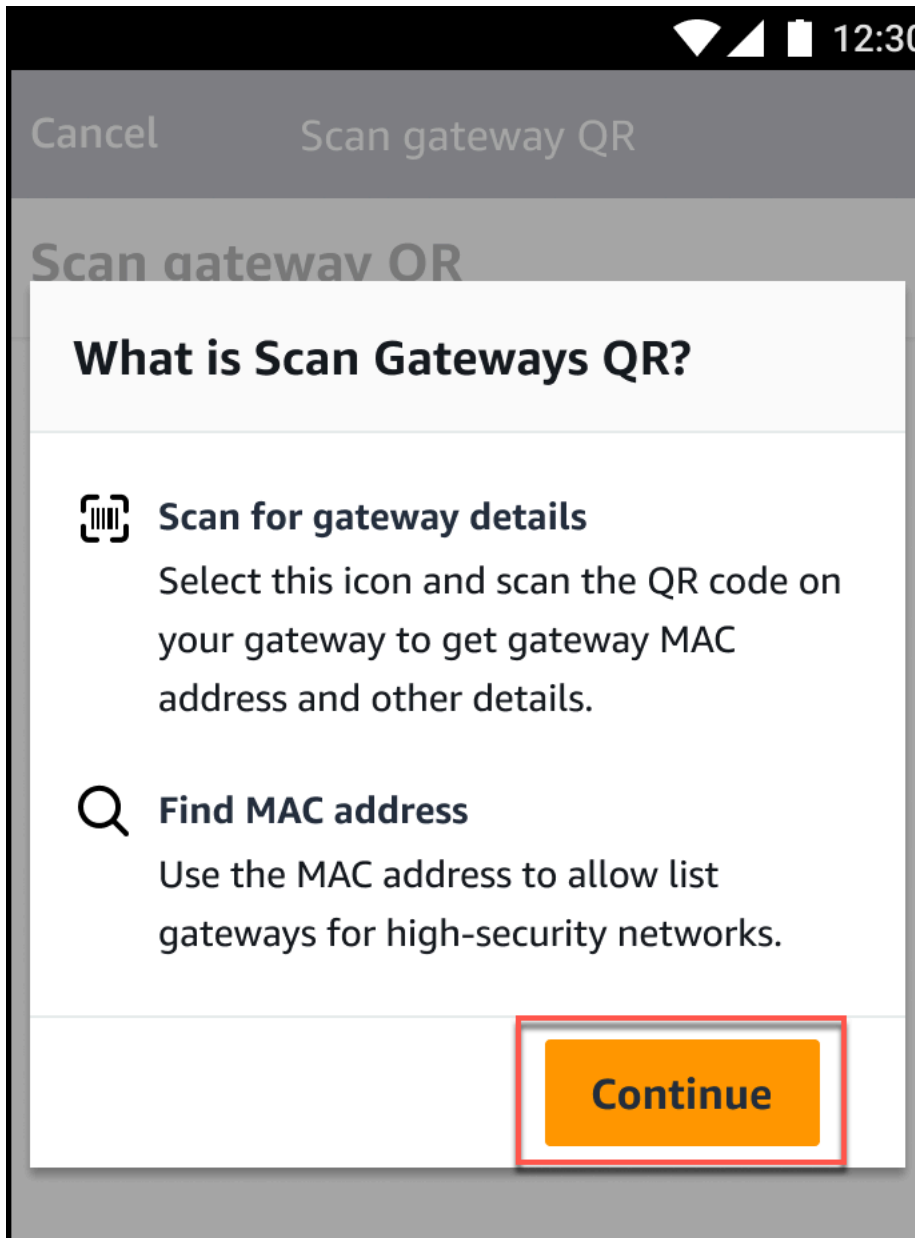 12:30
Cancel
Scan gateway QR
Scan gateway QR
What is Scan Gateways QR?
Scan for gateway details
Select this icon and scan the QR code on
your gateway to get gateway MAC
address and other details.
Find MAC address
Use the MAC address to allow list
gateways for high-security networks.
Continue